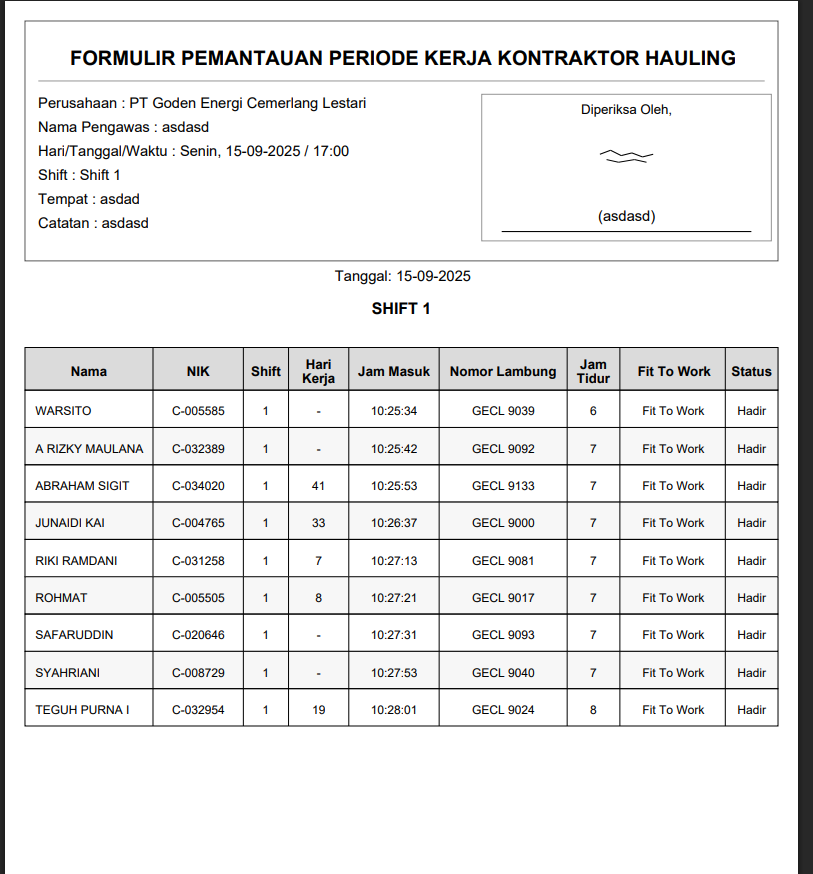 FORMULIR PEMANTAUAN PERIODE KERJA KONTRAKTOR HAULING
Perusahaan : PT Goden Energi Cemerlang Lestari
Nama Pengawas : asdasd
Hari/Tanggal/Waktu : Senin, 15-09-2025 / 17:00
Shift : Shift 1
Tempat : asdad
Catatan : asdasd
Diperiksa Oleh,
(asdasd)
Tanggal: 15-09-2025
SHIFT 1
Nama NIK Shift Hari Kerja Jam Masuk Nomor Lambung Jam Tidur Fit To Work Status
WARSITO C-005585 1 - 10:25:34 GECL 9039 6 Fit To Work Hadir
A RIZKY MAULANA C-032389 1 - 10:25:42 GECL 9092 7 Fit To Work Hadir
ABRAHAM SIGIT C-034020 1 41 10:25:53 GECL 9133 7 Fit To Work Hadir
JUNAIDI KAI C-004765 1 33 10:26:37 GECL 9000 7 Fit To Work Hadir
RIKI RAMDANI C-031258 1 7 10:27:13 GECL 9081 7 Fit To Work Hadir
ROHMAT C-005505 1 8 10:27:21 GECL 9017 7 Fit To Work Hadir
SAFARUDDIN C-020646 1 - 10:27:31 GECL 9093 7 Fit To Work Hadir
SYAHRIANI C-008729 1 - 10:27:53 GECL 9040 7 Fit To Work Hadir
TEGUH PURNA I C-032954 1 19 10:28:01 GECL 9024 8 Fit To Work Hadir